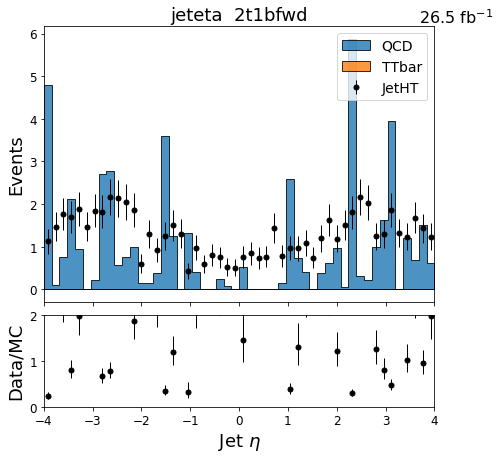 jeteta 2t1bfwd
26.5 fb⁻¹
QCD
TTbar
JetHT
Events
6
5
4
3
2
1
0
Data/MC
2
1
0
−4 −3 −2 −1 0 1 2 3 4
Jet η